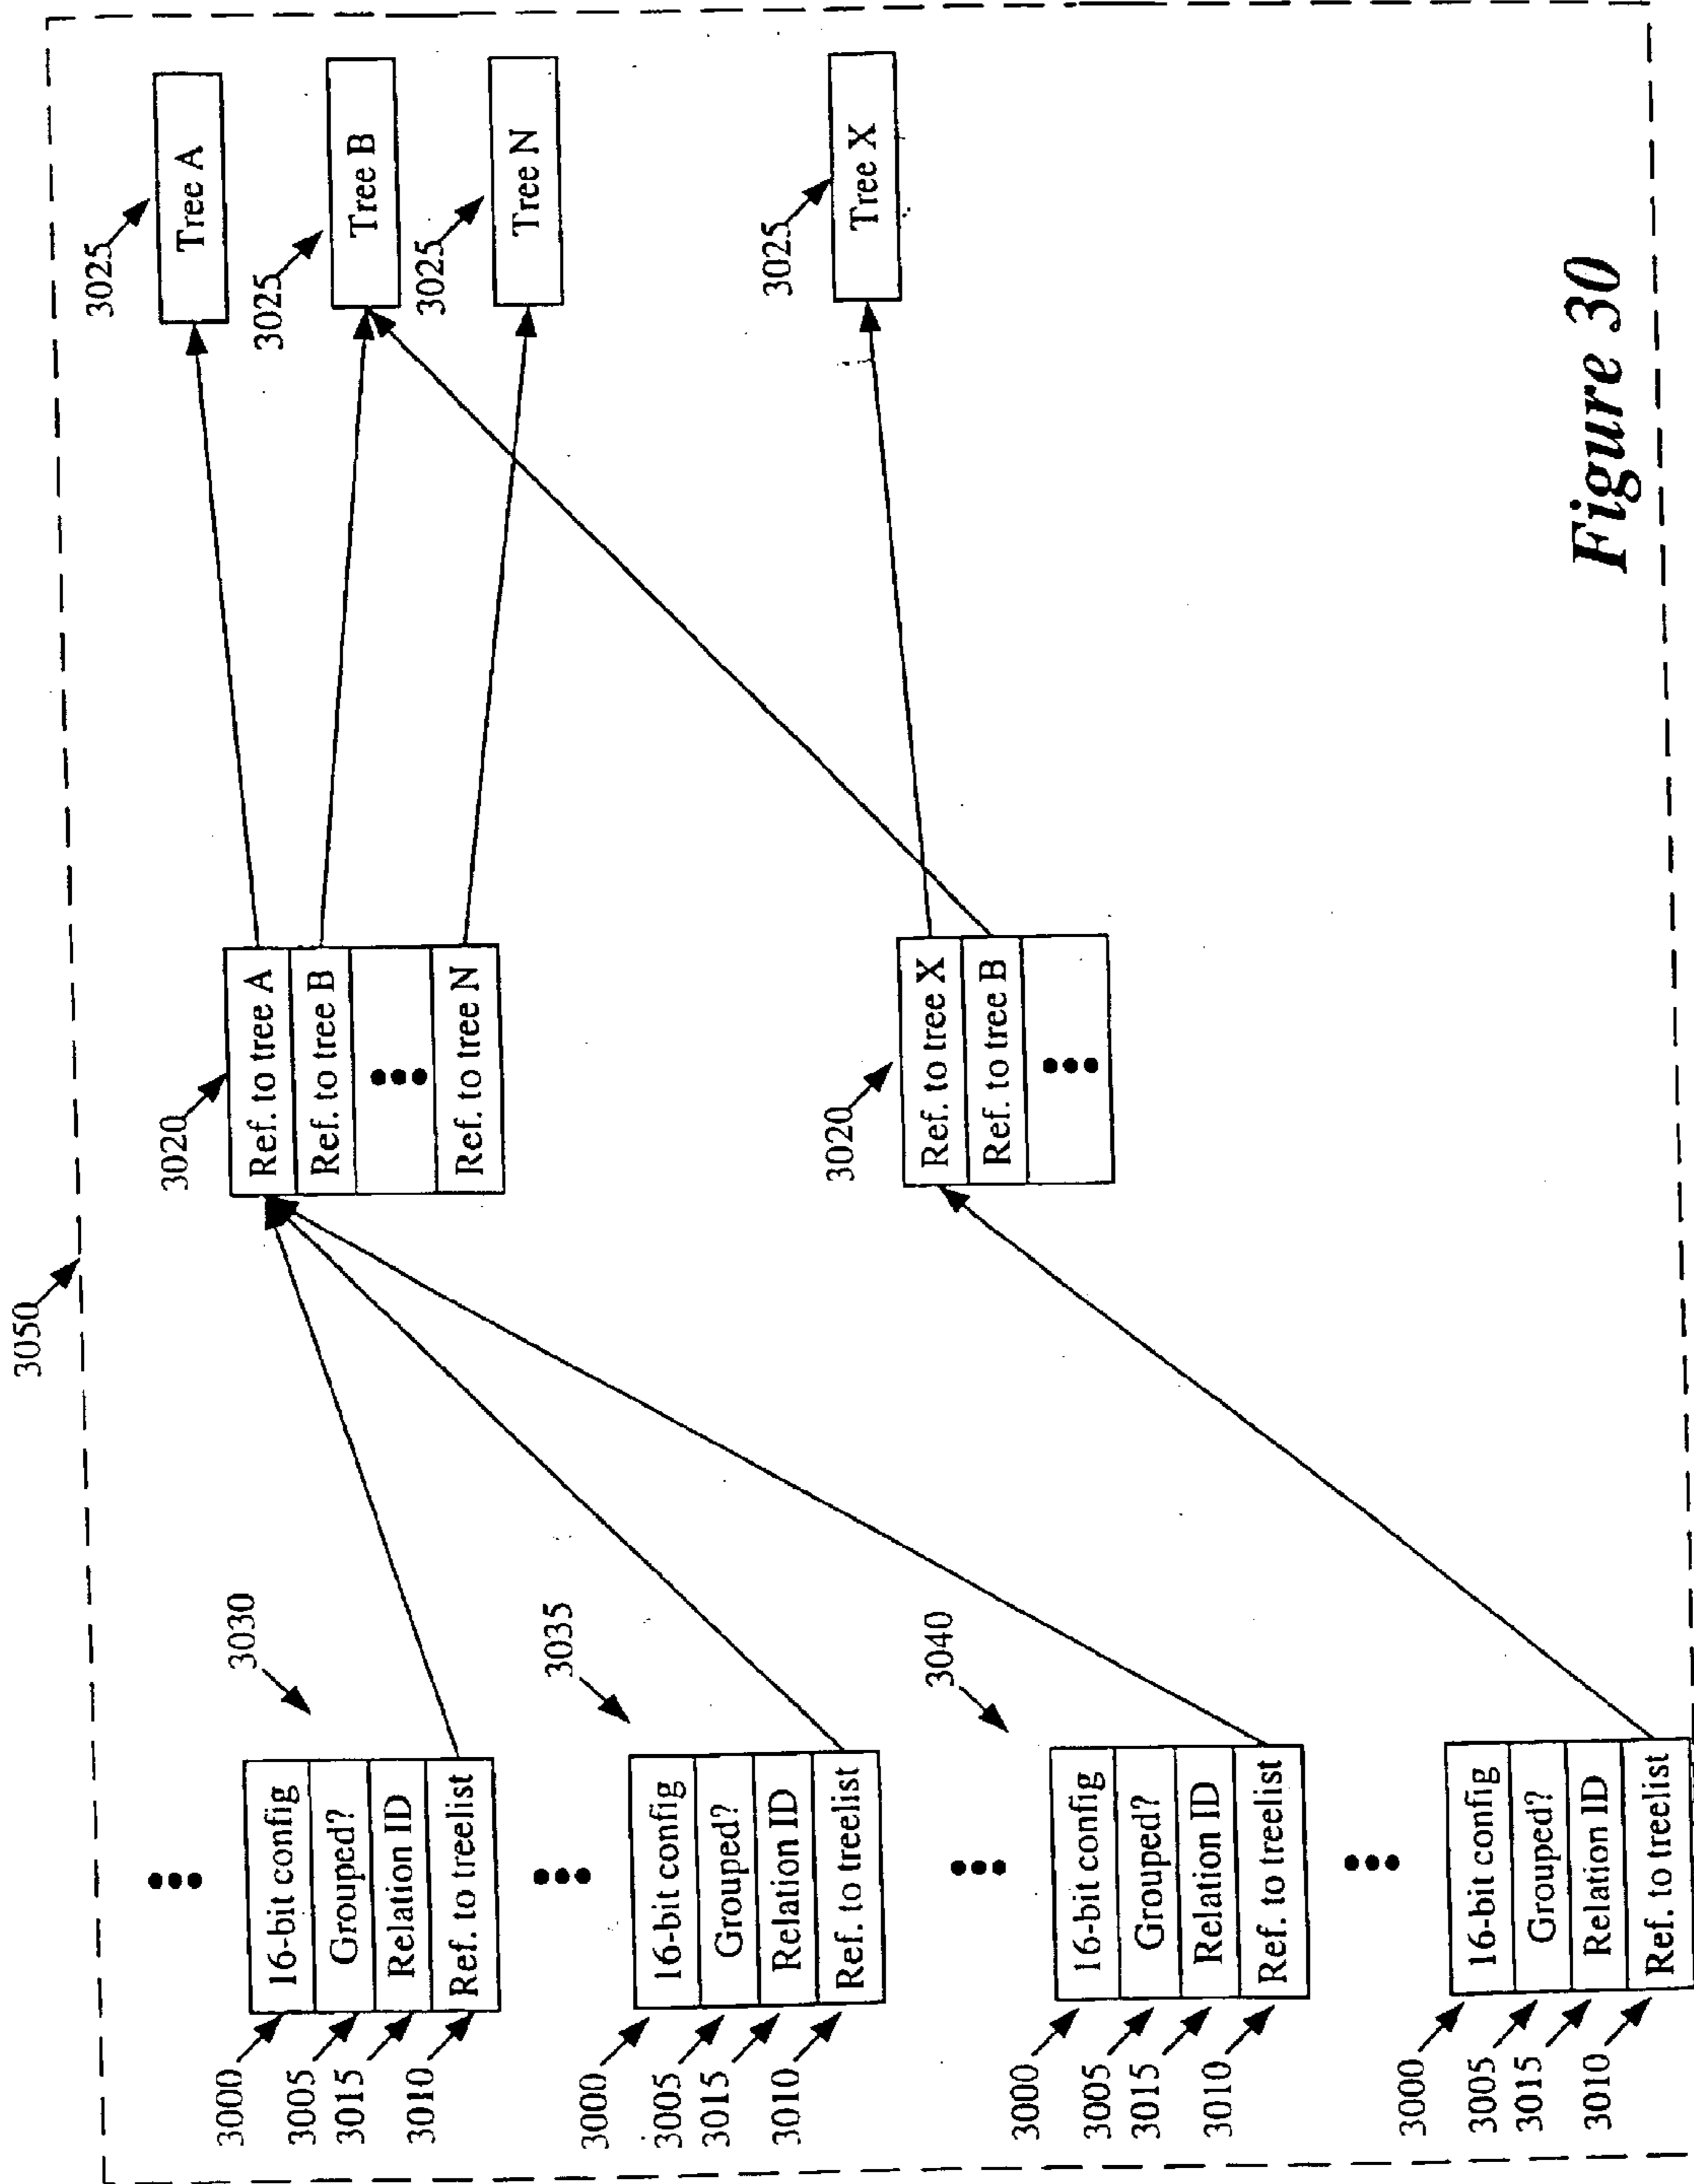 3050
3000
3005
3015
3010
16-bit config
Grouped?
Relation ID
Ref. to treelist
3030
3020
Ref. to tree A
Ref. to tree B
Ref. to tree N
3025
Tree A
3025
Tree B
3025
Tree N
3000
3005
3015
3010
16-bit config
Grouped?
Relation ID
Ref. to treelist
3035
3020
Ref. to tree X
Ref. to tree B
3025
Tree X
3000
3005
3015
3010
16-bit config
Grouped?
Relation ID
Ref. to treelist
3040
3000
3005
3015
3010
16-bit config
Grouped?
Relation ID
Ref. to treelist
Figure 30